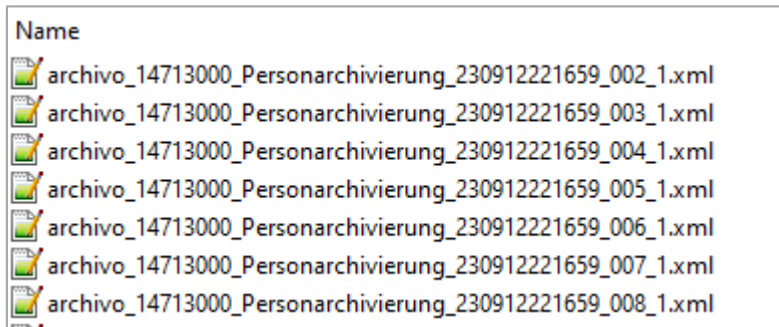 Name
archivo_14713000_Personarchivierung_230912221659_002_1.xml
archivo_14713000_Personarchivierung_230912221659_003_1.xml
archivo_14713000_Personarchivierung_230912221659_004_1.xml
archivo_14713000_Personarchivierung_230912221659_005_1.xml
archivo_14713000_Personarchivierung_230912221659_006_1.xml
archivo_14713000_Personarchivierung_230912221659_007_1.xml
archivo_14713000_Personarchivierung_230912221659_008_1.xml